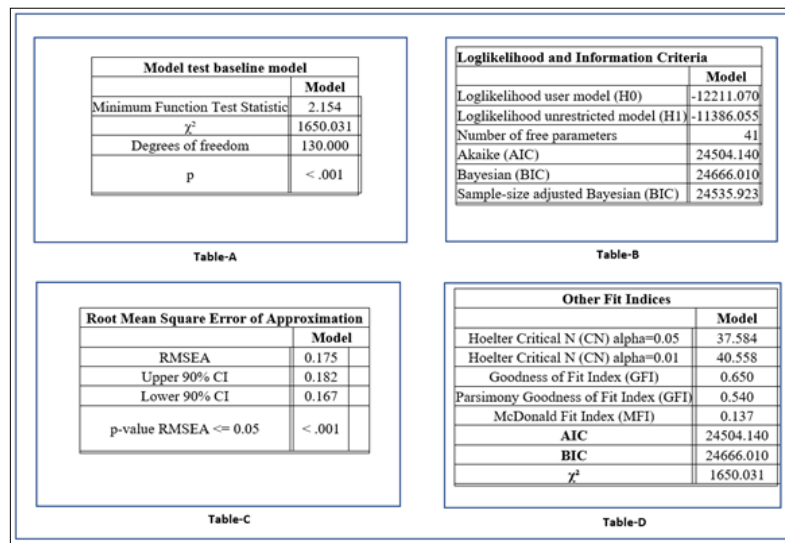 Model test baseline model
Model
Minimum Function Test Statistic 2.154
χ² 1650.031
Degrees of freedom 130.000
p < .001
Table-A
Loglikelihood and Information Criteria
Model
Loglikelihood user model (H0) -12211.070
Loglikelihood unrestricted model (H1) -11386.055
Number of free parameters 41
Akaike (AIC) 24504.140
Bayesian (BIC) 24666.010
Sample-size adjusted Bayesian (BIC) 24535.923
Table-B
Root Mean Square Error of Approximation
Model
RMSEA 0.175
Upper 90% CI 0.182
Lower 90% CI 0.167
p-value RMSEA <= 0.05 < .001
Table-C
Other Fit Indices
Model
Hoelter Critical N (CN) alpha=0.05 37.584
Hoelter Critical N (CN) alpha=0.01 40.558
Goodness of Fit Index (GFI) 0.650
Parsimony Goodness of Fit Index (GFI) 0.540
McDonald Fit Index (MFI) 0.137
AIC 24504.140
BIC 24666.010
χ² 1650.031
Table-D